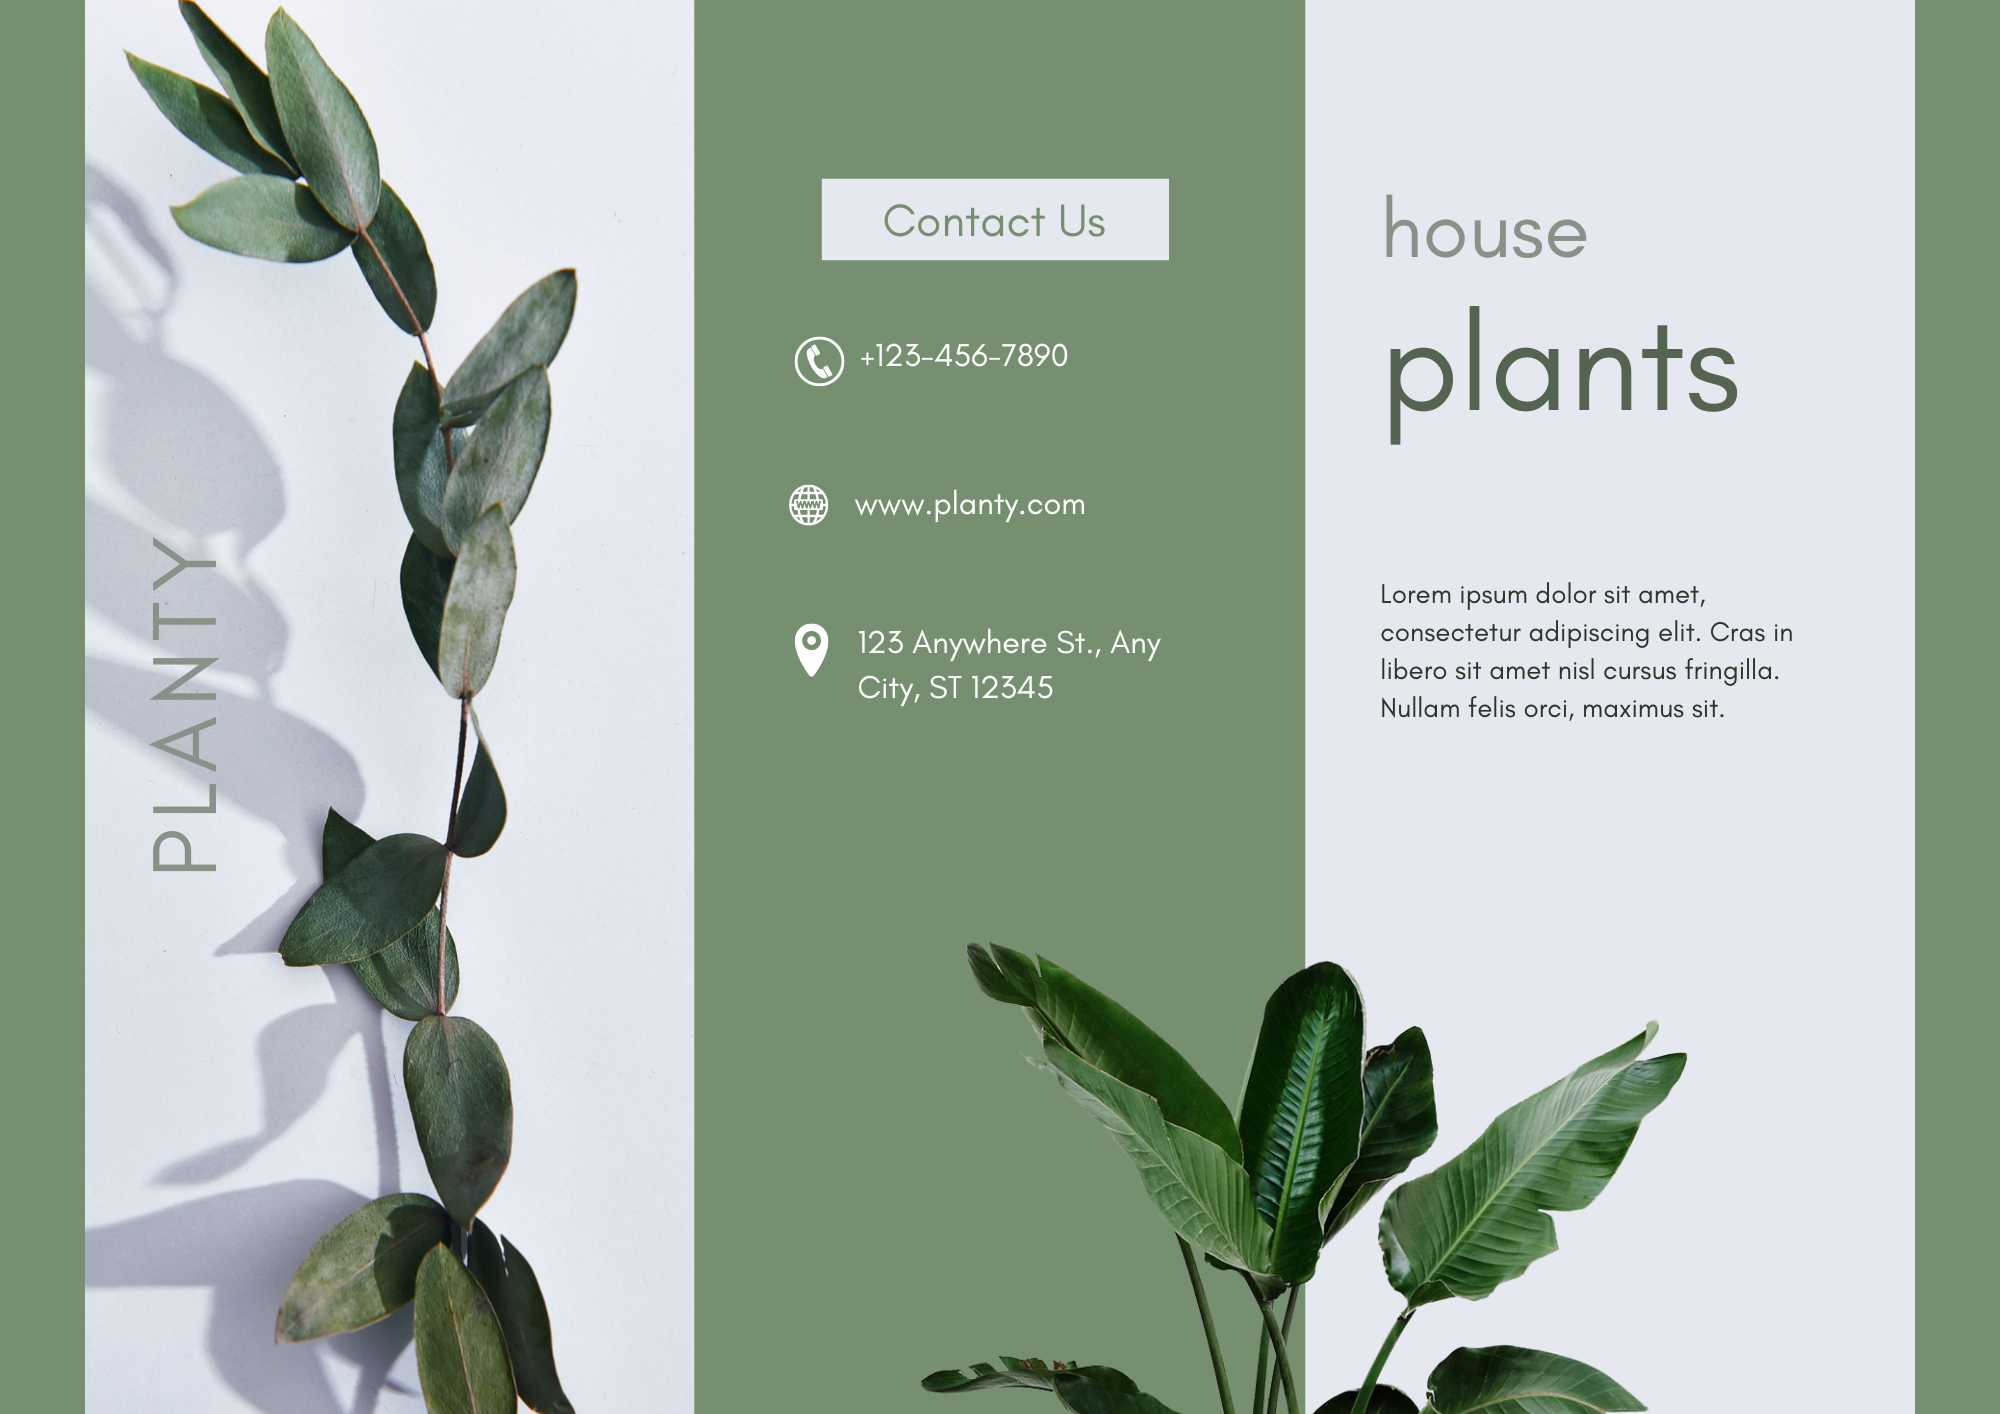 PLANTY
Contact Us
+123-456-7890
www.planty.com
123 Anywhere St., Any
City, ST 12345
house
plants
Lorem ipsum dolor sit amet,
consectetur adipiscing elit. Cras in
libero sit amet nisl cursus fringilla.
Nullam felis orci, maximus sit.